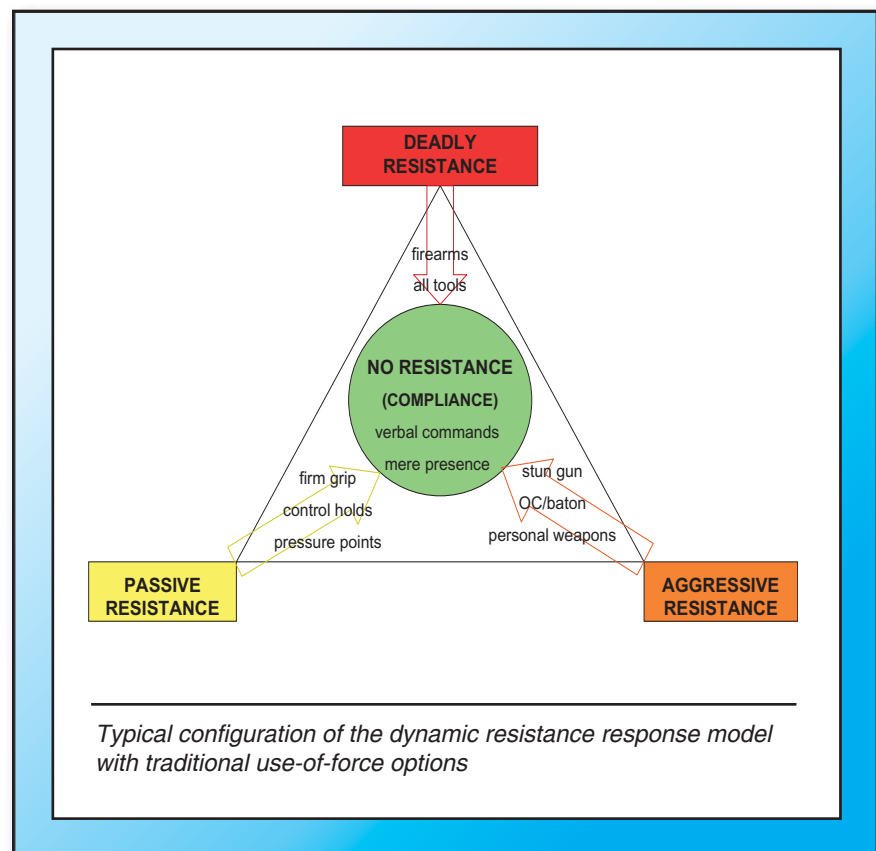 DEADLY
RESISTANCE
firearms
all tools
NO RESISTANCE
(COMPLIANCE)
verbal commands
mere presence
firm grip
control holds
pressure points
stun gun
OC/baton
personal weapons
PASSIVE
RESISTANCE
AGGRESSIVE
RESISTANCE
Typical configuration of the dynamic resistance response model
with traditional use-of-force options